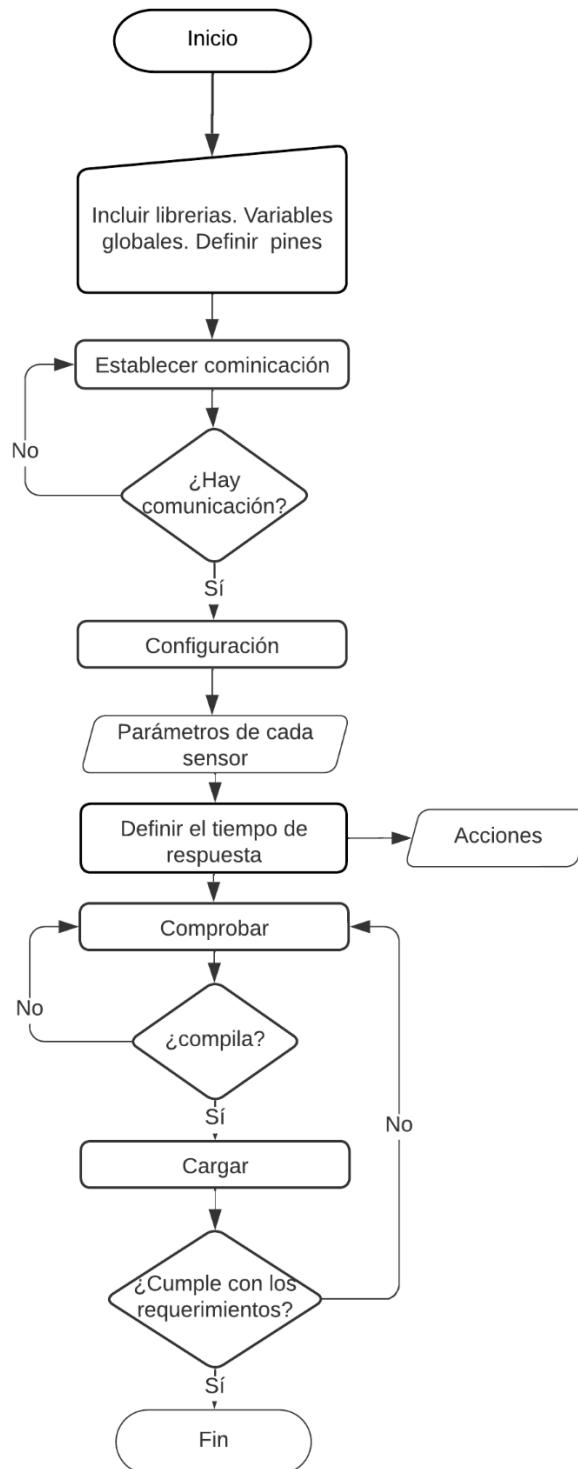 Inicio
Incluir librerias. Variables
globales. Definir pines
Establecer cominicación
No
¿Hay
comunicación?
Sí
Configuración
Parámetros de cada
sensor
Definir el tiempo de
respuesta
Acciones
Comprobar
No
¿compila?
Sí
No
Cargar
¿Cumple con los
requerimientos?
Sí
Fin